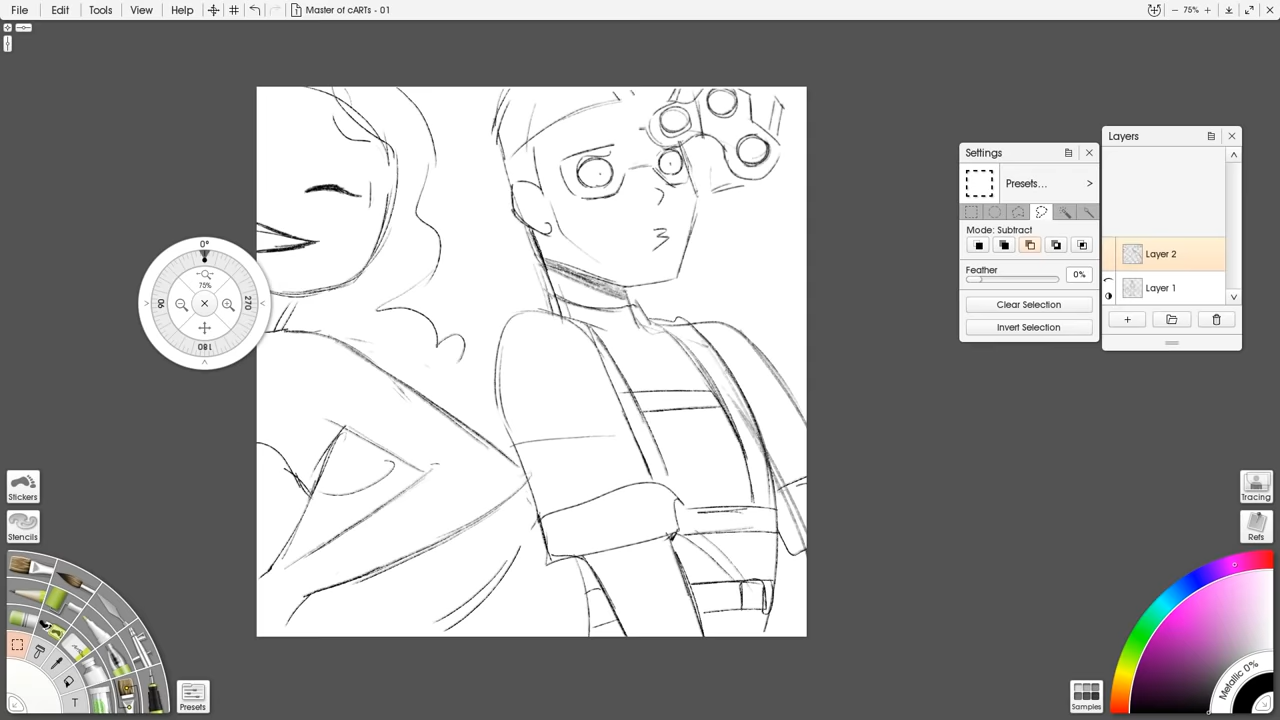 File Edit Tools View Help Master of cARTs - 01 75%
Layers
Settings
Presets... >
Mode: Subtract
Feather 0%
Clear Selection
Invert Selection
Layer 2
Layer 1
0°
75%
90
270
180
Stickers
Stencils
Presets
T
Tracing
Refs
Samples
Metallic 0%